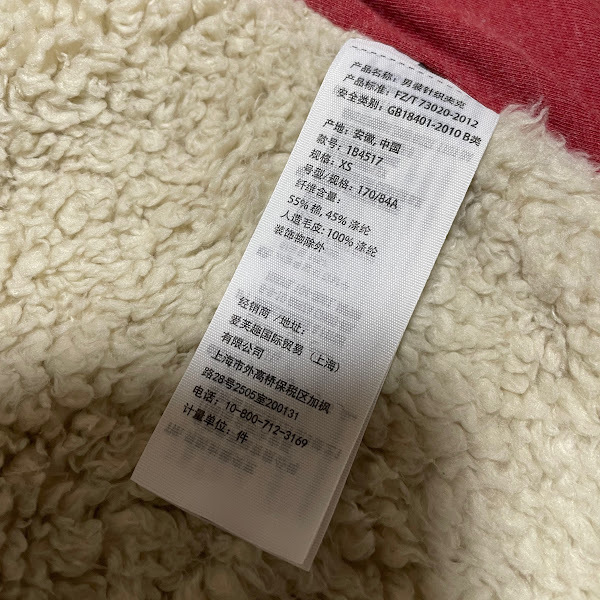 产品名称: 男装针织夹克
产品标准: FZ/T 73020-2012
安全类别: GB18401-2010 B类
产地: 安徽, 中国
款号: 1B4517
规格: XS
号型/规格: 170/84A
纤维含量:
55% 棉, 45% 涤纶
人造毛皮: 100% 涤纶
装饰物除外
经销商 / 地址:
爱芙趣国际贸易 (上海)
有限公司
上海市外高桥保税区加枫
路28号2505室200131
电话: 10-800-712-3169
计量单位: 件